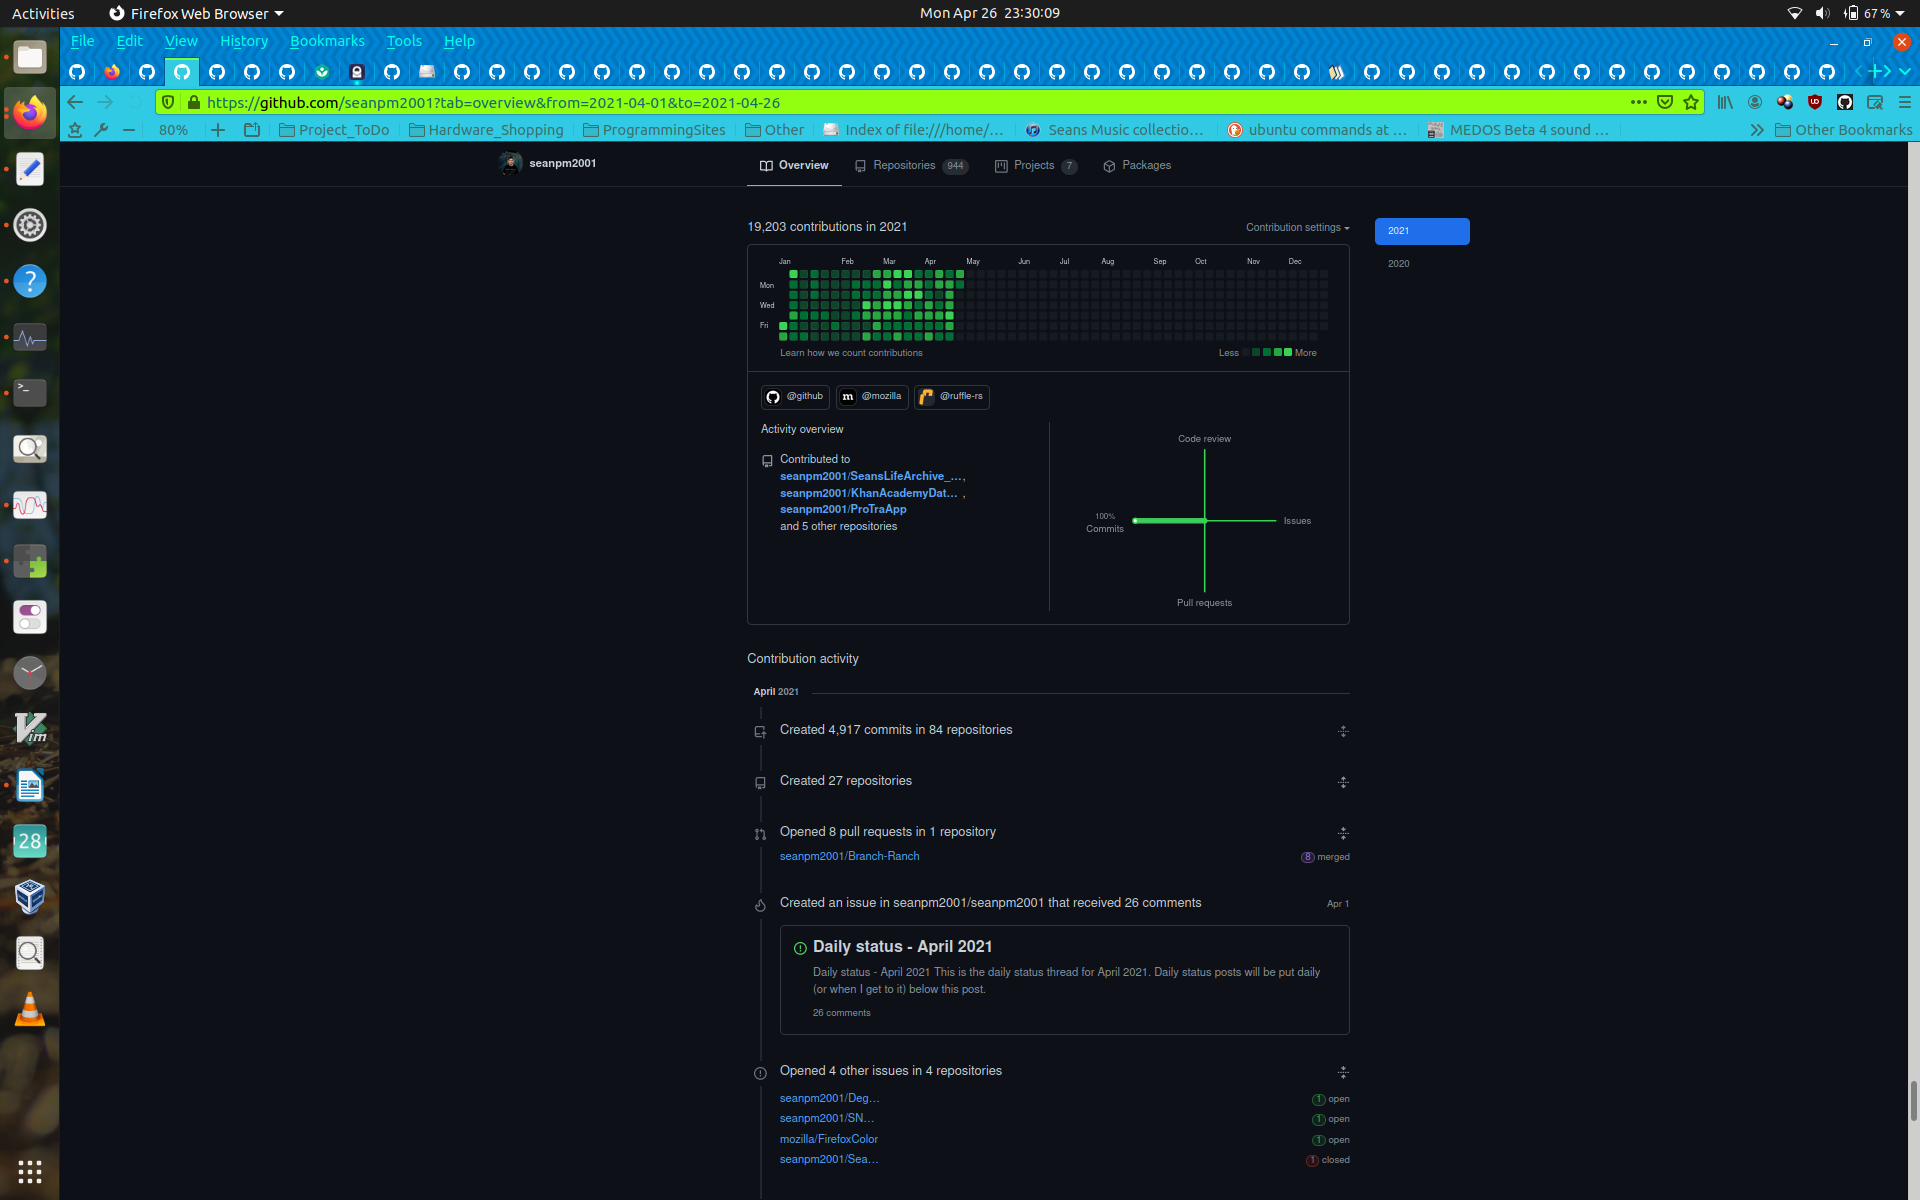 Activities
Firefox Web Browser
Mon Apr 26 23:30:09
67 %
File Edit View History Bookmarks Tools Help
https://github.com/seanpm2001?tab=overview&from=2021-04-01&to=2021-04-26
80%
Project_ToDo
Hardware_Shopping
ProgrammingSites
Other
Index of file:///home/...
Seans Music collectio...
ubuntu commands at ...
MEDOS Beta 4 sound ...
Other Bookmarks
seanpm2001
Overview
Repositories 944
Projects 7
Packages
19,203 contributions in 2021
Contribution settings
2021
2020
Jan Feb Mar Apr May Jun Jul Aug Sep Oct Nov Dec
Mon
Wed
Fri
Learn how we count contributions
Less More
@github
m @mozilla
@ruffle-rs
Activity overview
Contributed to
seanpm2001/SeansLifeArchive_...,
seanpm2001/KhanAcademyDat... ,
seanpm2001/ProTraApp
and 5 other repositories
Code review
100%
Commits
Issues
Pull requests
Contribution activity
April 2021
Created 4,917 commits in 84 repositories
Created 27 repositories
Opened 8 pull requests in 1 repository
seanpm2001/Branch-Ranch
8 merged
Created an issue in seanpm2001/seanpm2001 that received 26 comments
Apr 1
Daily status - April 2021
Daily status - April 2021 This is the daily status thread for April 2021. Daily status posts will be put daily
(or when I get to it) below this post.
26 comments
Opened 4 other issues in 4 repositories
seanpm2001/Deg...
1 open
seanpm2001/SN...
1 open
mozilla/FirefoxColor
1 open
seanpm2001/Sea...
1 closed
>_
?
Vim
28